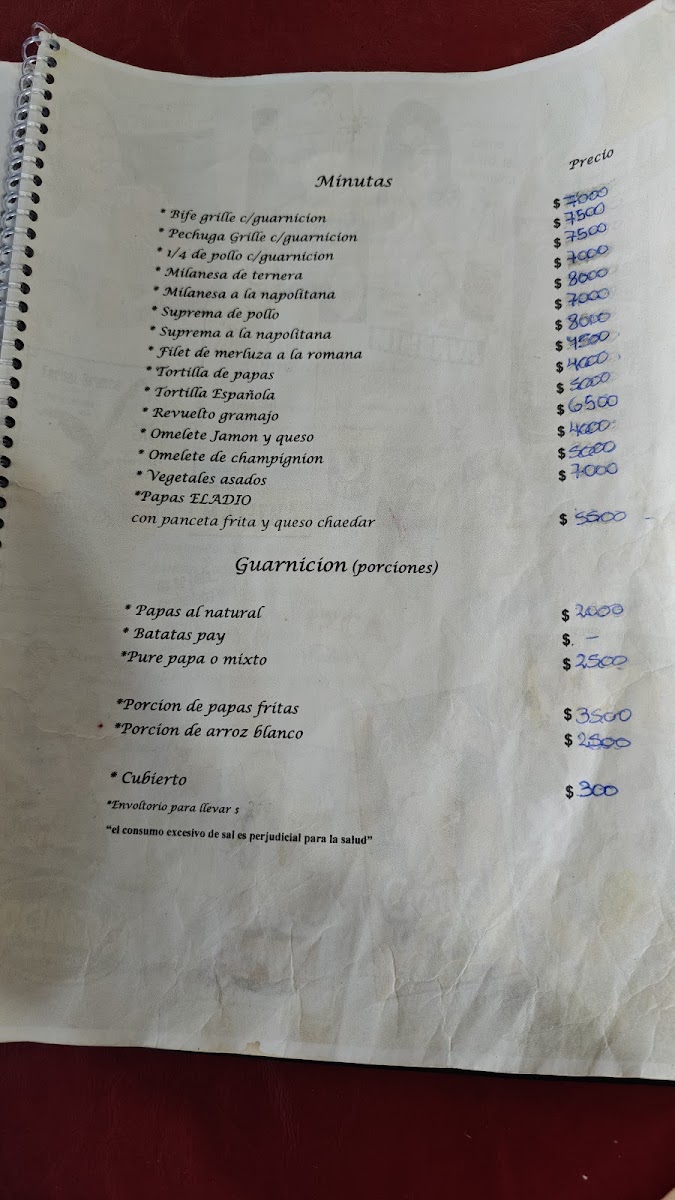 Minutas Precio
* Bife grille c/guarnicion $ 7000
* Pechuga Grille c/guarnicion $ 7500
* 1/4 de pollo c/guarnicion $ 7500
* Milanesa de ternera $ 7000
* Milanesa a la napolitana $ 8000
* Suprema de pollo $ 7000
* Suprema a la napolitana $ 8000
* Filet de merluza a la romana $
* Tortilla de papas $ 4000
* Tortilla Española $ 5000
* Revuelto gramajo $ 6500
* Omelete Jamon y queso $ 4000
* Omelete de champignion $ 5000
* Vegetales asados $ 7000
*Papas ELADIO
con panceta frita y queso chaedar $ 5500 -
Guarnicion (porciones)
* Papas al natural $ 2000
* Batatas pay $. -
*Pure papa o mixto $ 2500
*Porcion de papas fritas $ 3500
*Porcion de arroz blanco $ 2500
* Cubierto $ 300
*Envoltorio para llevar $
"el consumo excesivo de sal es perjudicial para la salud"